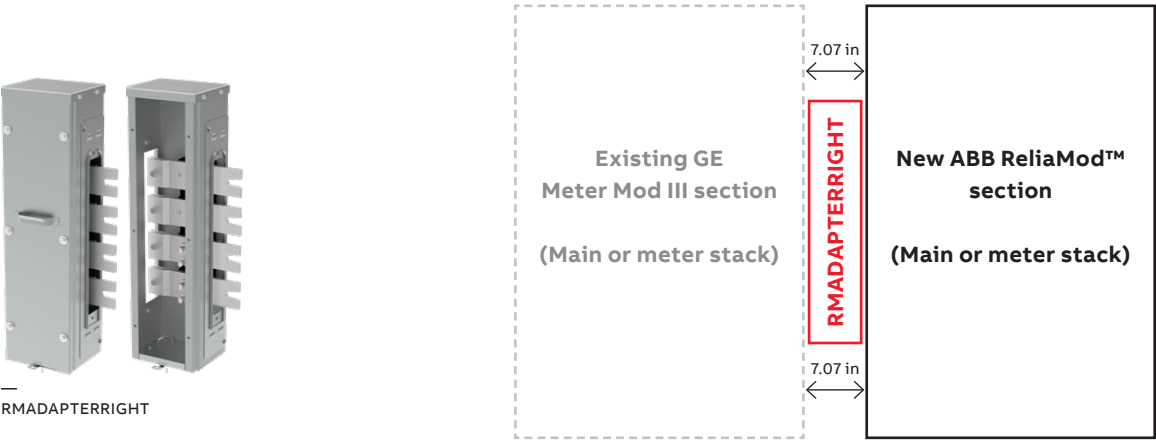 7.07 in
Existing GE
Meter Mod III section
(Main or meter stack)
RMADAPTERRIGHT
New ABB ReliaMod™
section
(Main or meter stack)
7.07 in
RMADAPTERRIGHT